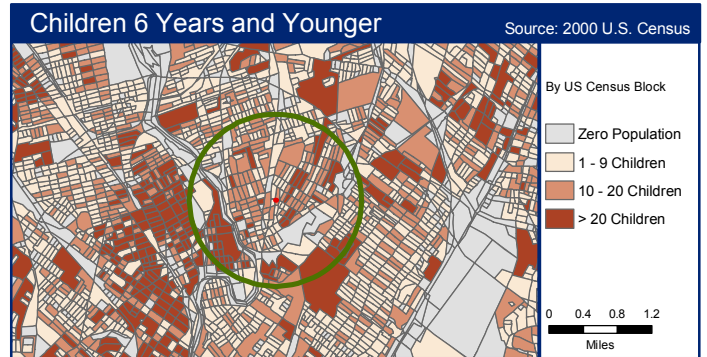 Children 6 Years and Younger
Source: 2000 U.S. Census
By US Census Block
Zero Population
1 - 9 Children
10 - 20 Children
> 20 Children
0 0.4 0.8 1.2
Miles